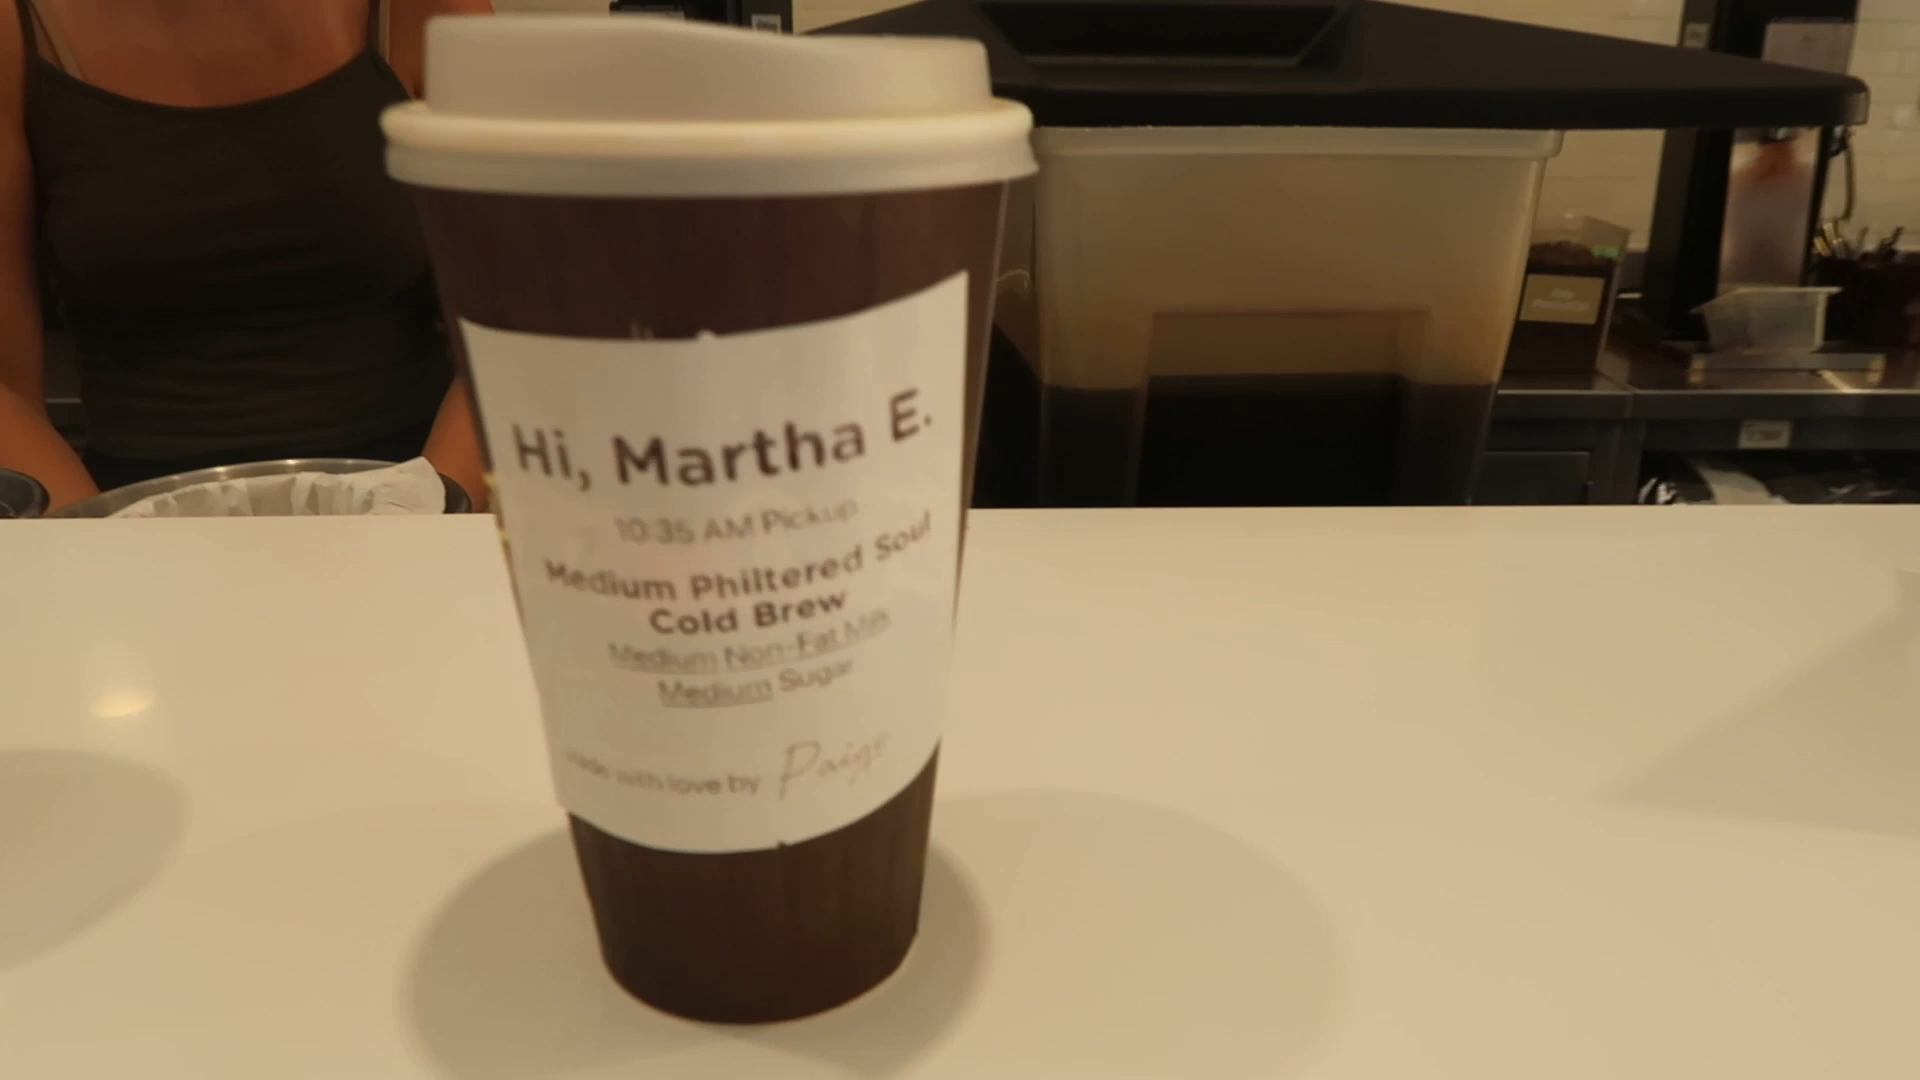 Hi, Martha E.
10:35 AM Pickup
Medium Philtered Soul
Cold Brew
Medium Non-Fat Milk
Medium Sugar
Made with love by Paige